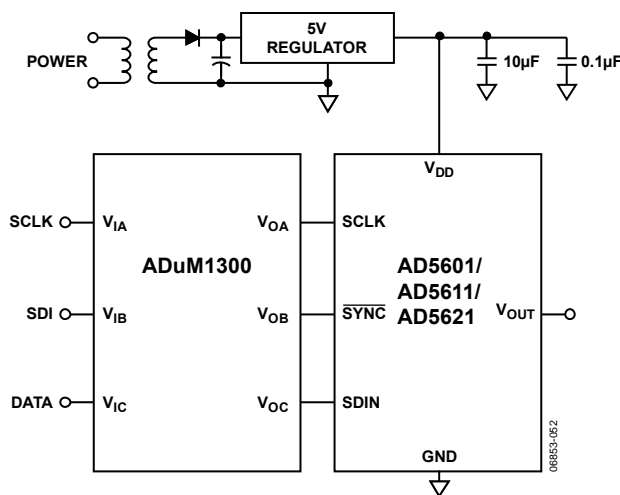 5V
REGULATOR
POWER
10µF
0.1µF
VDD
SCLK
VIA
VOA
SCLK
ADuM1300
AD5601/
AD5611/
AD5621
SDI
VIB
VOB
SYNC
VOUT
DATA
VIC
VOC
SDIN
GND
06853-052